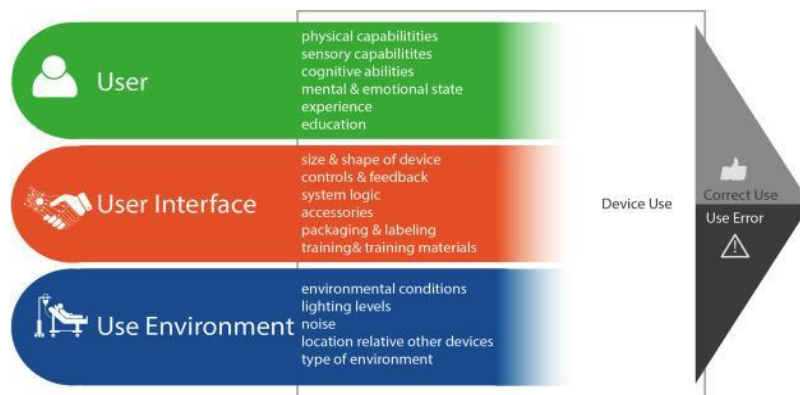 User
physical capabilitities
sensory capabilitites
cognitive abilities
mental & emotional state
experience
education
User Interface
size & shape of device
controls & feedback
system logic
accessories
packaging & labeling
training& training materials
Use Environment
environmental conditions
lighting levels
noise
location relative other devices
type of environment
Device Use
Correct Use
Use Error